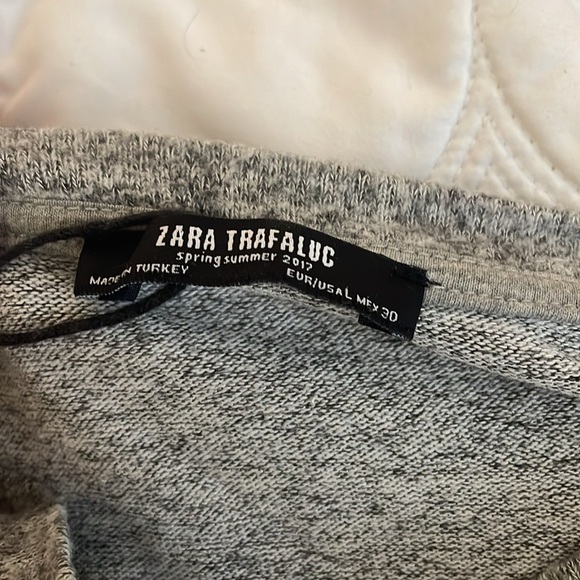 ZARA TRAFALUC
spring summer 2017
MADE IN TURKEY
EUR/USA L MEX 30